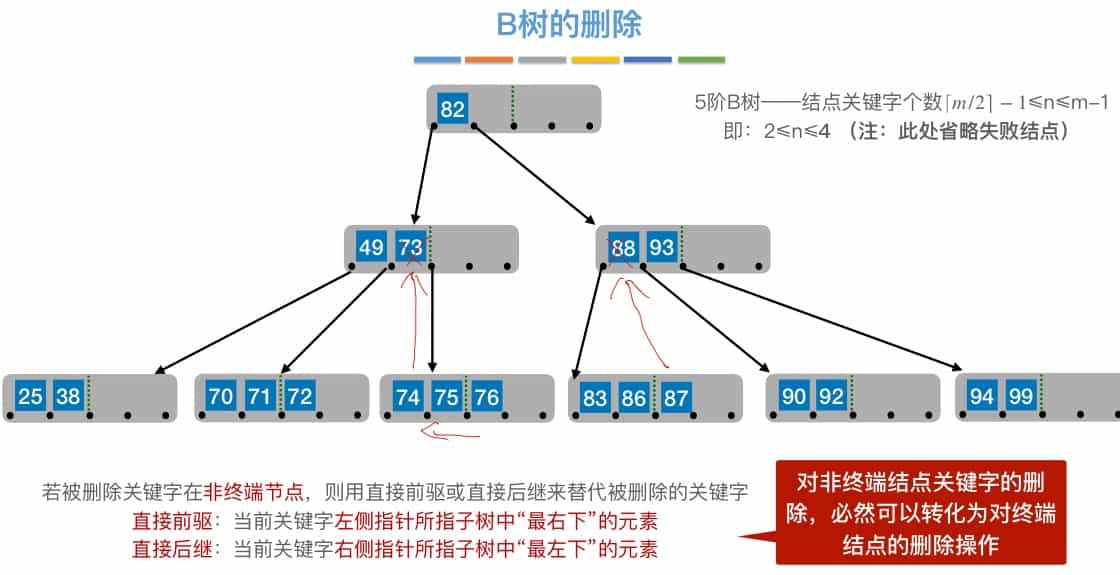 B树的删除
82
5阶B树——结点关键字个数⌈m/2⌉ − 1≤n≤m-1
即：2≤n≤4 （注：此处省略失败结点）
49 73
88 93
25 38
70 71 72
74 75 76
83 86 87
90 92
94 99
若被删除关键字在非终端节点，则用直接前驱或直接后继来替代被删除的关键字
直接前驱：当前关键字左侧指针所指子树中“最右下”的元素
直接后继：当前关键字右侧指针所指子树中“最左下”的元素
对非终端结点关键字的删
除，必然可以转化为对终端
结点的删除操作